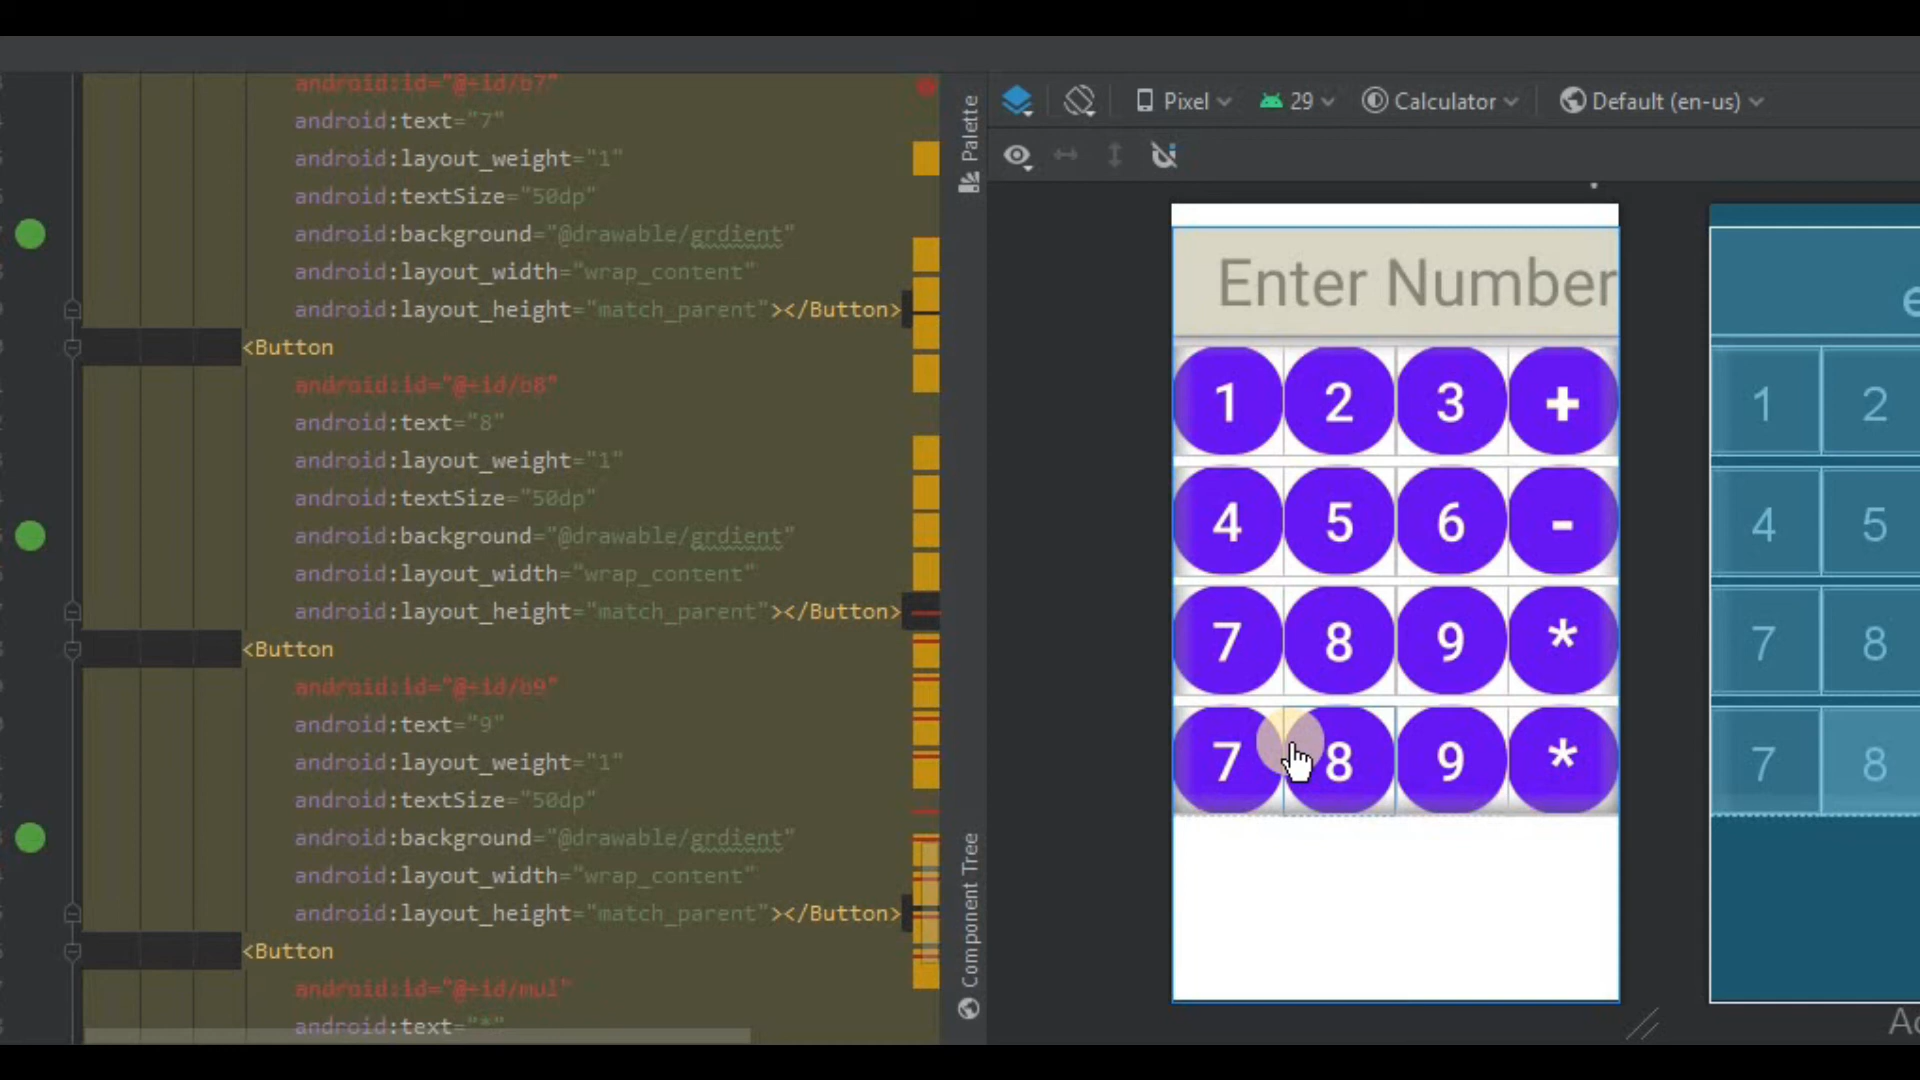 android:id="@+id/b7"
android:text="7"
android:layout_weight="1"
android:textSize="50dp"
android:background="@drawable/grdient"
android:layout_width="wrap_content"
android:layout_height="match_parent"></Button>
<Button
android:id="@+id/b8"
android:text="8"
android:layout_weight="1"
android:textSize="50dp"
android:background="@drawable/grdient"
android:layout_width="wrap_content"
android:layout_height="match_parent"></Button>
<Button
android:id="@+id/b9"
android:text="9"
android:layout_weight="1"
android:textSize="50dp"
android:background="@drawable/grdient"
android:layout_width="wrap_content"
android:layout_height="match_parent"></Button>
<Button
android:id="@+id/mul"
android:text="*"
Palette
Component Tree
Pixel 29 Calculator Default (en-us)
Enter Number
1 2 3 +
4 5 6 -
7 8 9 *
7 8 9 *
e
1 2
4 5
7 8
7 8